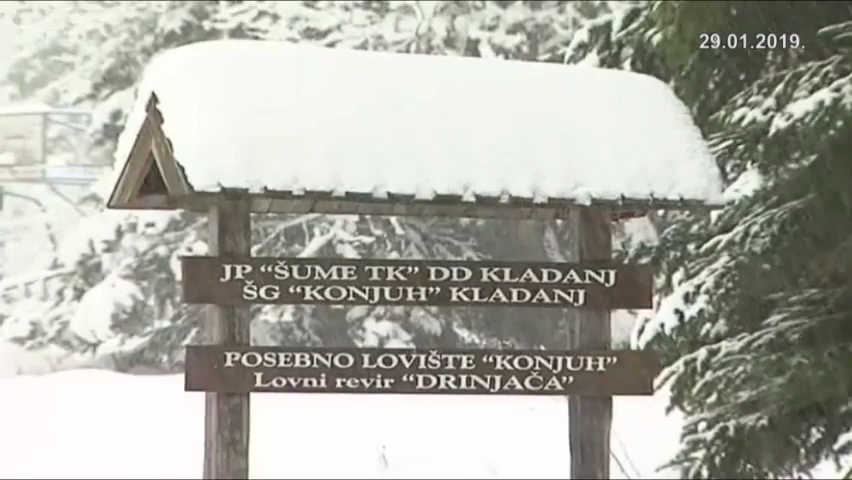 29.01.2019.
JP “ŠUME TK” DD KLADANJ
ŠG “KONJUH” KLADANJ
POSEBNO LOVIŠTE “KONJUH”
Lovni revir “DRINJAČA”